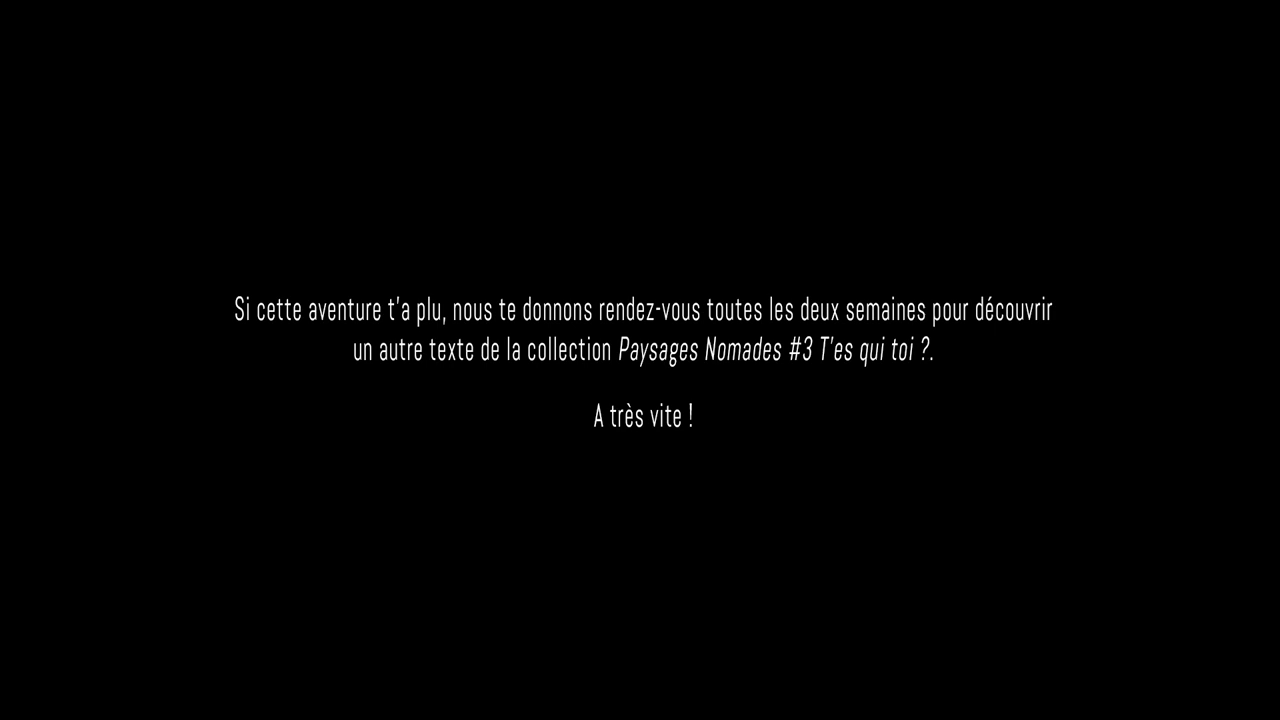 Si cette aventure t'a plu, nous te donnons rendez-vous toutes les deux semaines pour découvrir
un autre texte de la collection Paysages Nomades #3 T'es qui toi ?.
A très vite !